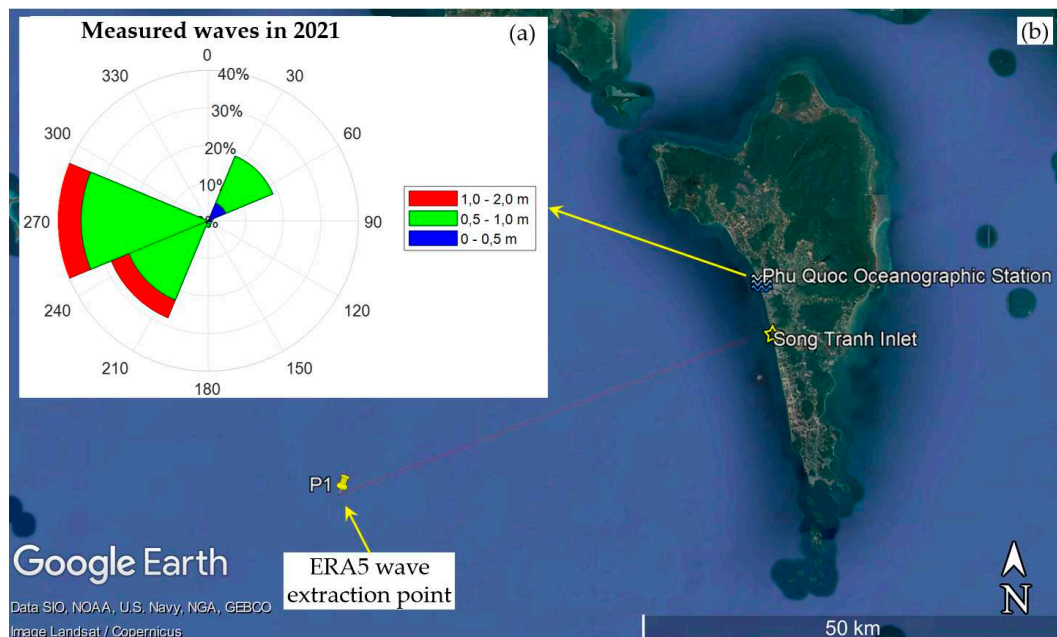 Measured waves in 2021
(a)
(b)
0
30
60
90
120
150
180
210
240
270
300
330
40%
30%
20%
10%
1,0 - 2,0 m
0,5 - 1,0 m
0 - 0,5 m
Phu Quoc Oceanographic Station
Song Tranh Inlet
P1
ERA5 wave
extraction point
Google Earth
Data SIO, NOAA, U.S. Navy, NGA, GEBCO
Image Landsat / Copernicus
N
50 km